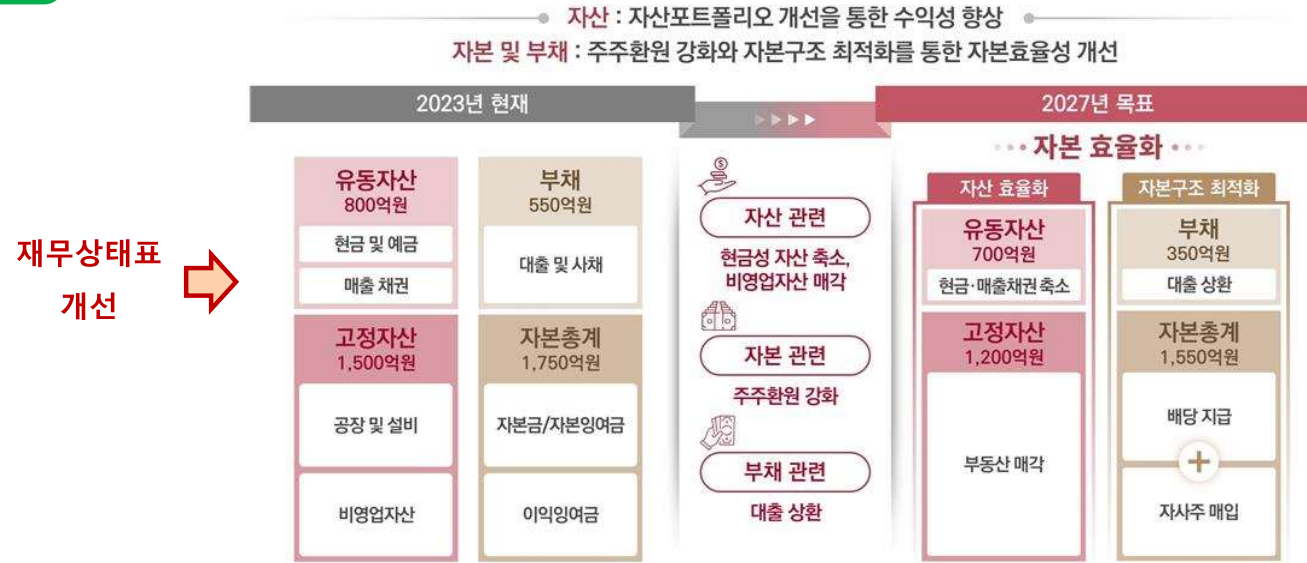 자산 : 자산포트폴리오 개선을 통한 수익성 향상
자본 및 부채 : 주주환원 강화와 자본구조 최적화를 통한 자본효율성 개선
재무상태표
개선
2023년 현재
유동자산
800억원
현금 및 예금
매출 채권
고정자산
1,500억원
공장 및 설비
비영업자산
부채
550억원
대출 및 사채
자본총계
1,750억원
자본금/자본잉여금
이익잉여금
자산 관련
현금성 자산 축소,
비영업자산 매각
자본 관련
주주환원 강화
부채 관련
대출 상환
2027년 목표
자본 효율화
자산 효율화
유동자산
700억원
현금·매출채권 축소
고정자산
1,200억원
부동산 매각
자본구조 최적화
부채
350억원
대출 상환
자본총계
1,550억원
배당 지급
+
자사주 매입